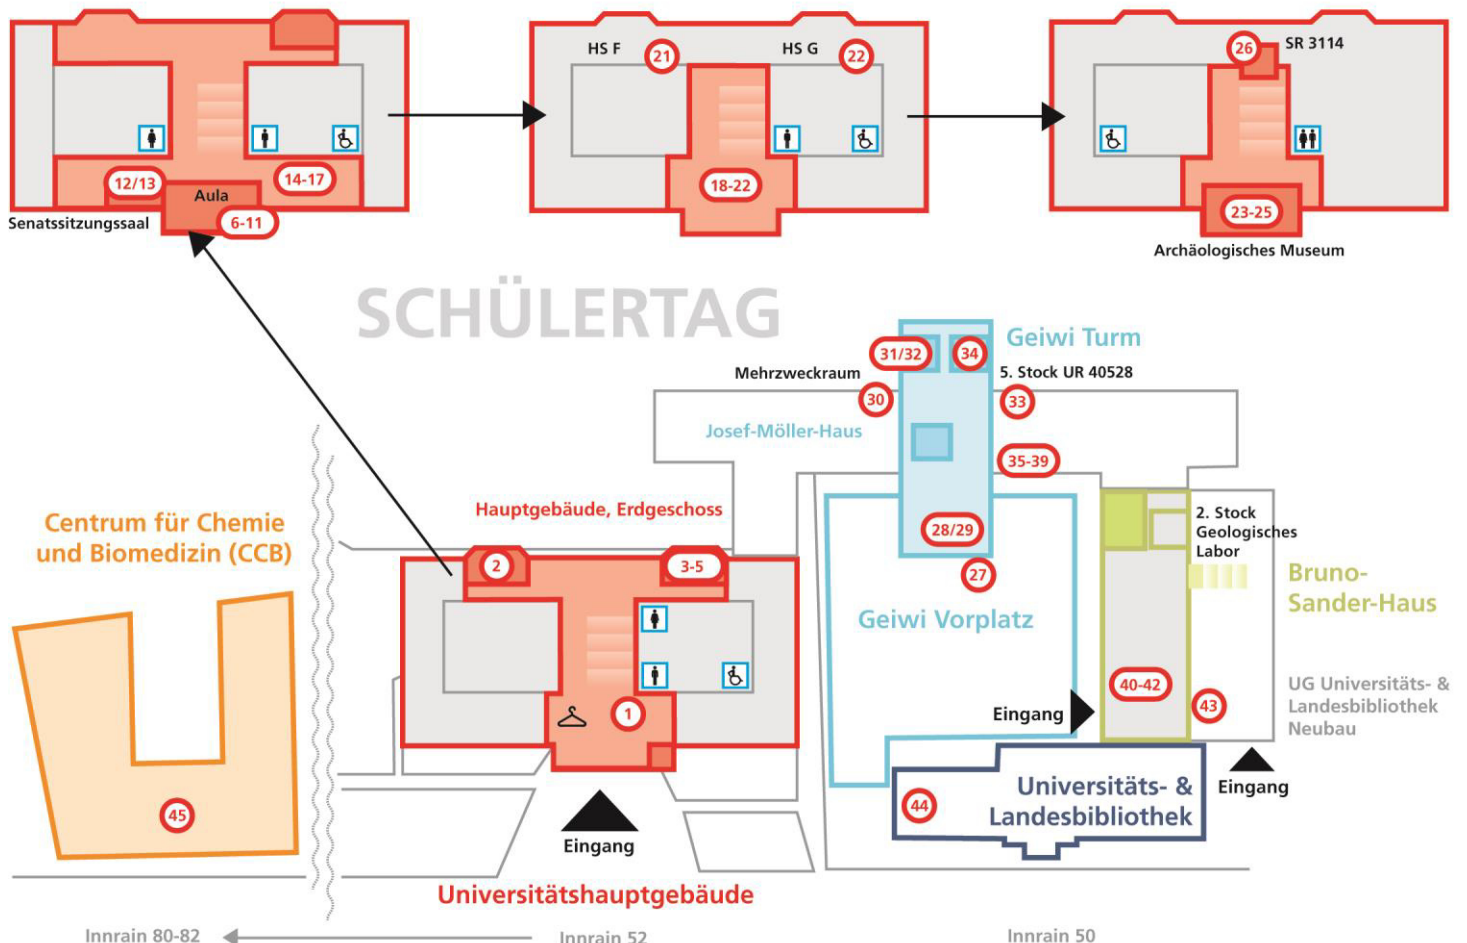 HS F
21
HS G
22
26
SR 3114
12/13
14-17
Aula
6-11
Senatssitzungssaal
18-22
23-25
Archäologisches Museum
SCHÜLERTAG
Geiwi Turm
31/32
34
Mehrzweckraum
5. Stock UR 40528
30
33
Josef-Möller-Haus
35-39
Hauptgebäude, Erdgeschoss
Centrum für Chemie
und Biomedizin (CCB)
28/29
2. Stock
Geologisches
Labor
2
3-5
27
Bruno-
Sander-Haus
Geiwi Vorplatz
40-42
43
UG Universitäts- &
Landesbibliothek
Neubau
1
Eingang
Universitäts- &
Landesbibliothek
Eingang
44
45
Eingang
Universitätshauptgebäude
Innrain 80-82
Innrain 52
Innrain 50